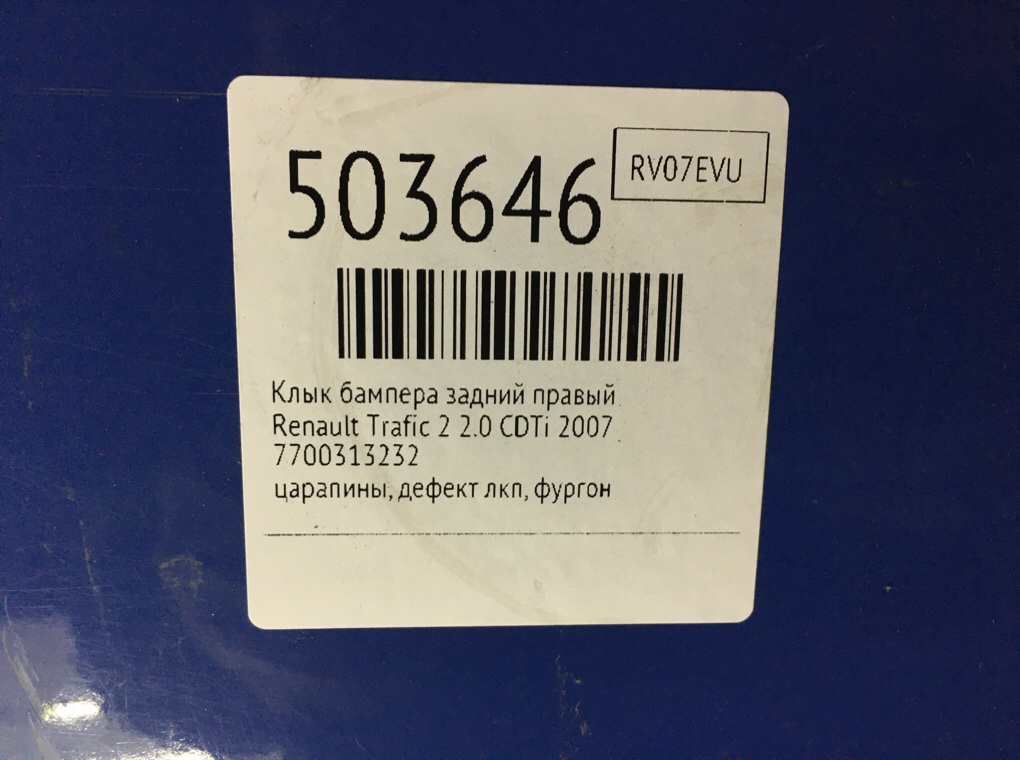 503646
RV07EVU
Клык бампера задний правый
Renault Trafic 2 2.0 CDTi 2007
7700313232
царапины, дефект лкп, фургон